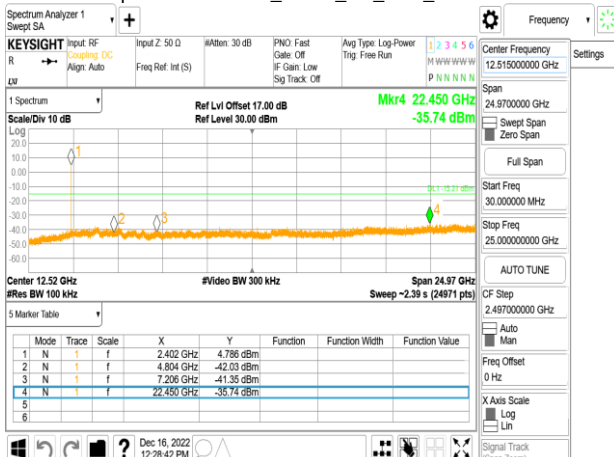 Spectrum Analyzer 1
Swept SA
Frequency
KEYSIGHT Input: RF
Coupling: DC
Align: Auto
Input Z: 50 Ω
Freq Ref: Int (S)
#Atten: 30 dB
PNO: Fast
Gate: Off
IF Gain: Low
Sig Track: Off
Avg Type: Log-Power
Trig: Free Run
1 2 3 4 5 6
M W W W W W
P N N N N N
R
LXI
1 Spectrum
Scale/Div 10 dB
Ref Lvl Offset 17.00 dB
Ref Level 30.00 dBm
Mkr4 22.450 GHz
-35.74 dBm
Log
20.0
10.0
0.00
-10.0
-20.0
-30.0
-40.0
-50.0
-60.0
1
2
3
4
DL1 -15.21 dBm
Center 12.52 GHz
#Video BW 300 kHz
Span 24.97 GHz
#Res BW 100 kHz
Sweep ~2.39 s (24971 pts)
5 Marker Table
Mode Trace Scale X Y Function Function Width Function Value
1 N 1 f 2.402 GHz 4.786 dBm
2 N 1 f 4.804 GHz -42.03 dBm
3 N 1 f 7.206 GHz -41.35 dBm
4 N 1 f 22.450 GHz -35.74 dBm
5
6
Dec 16, 2022
12:28:42 PM
Settings
Center Frequency
12.515000000 GHz
Span
24.9700000 GHz
Swept Span
Zero Span
Full Span
Start Freq
30.000000 MHz
Stop Freq
25.000000000 GHz
AUTO TUNE
CF Step
2.497000000 GHz
Auto
Man
Freq Offset
0 Hz
X Axis Scale
Log
Lin
Signal Track